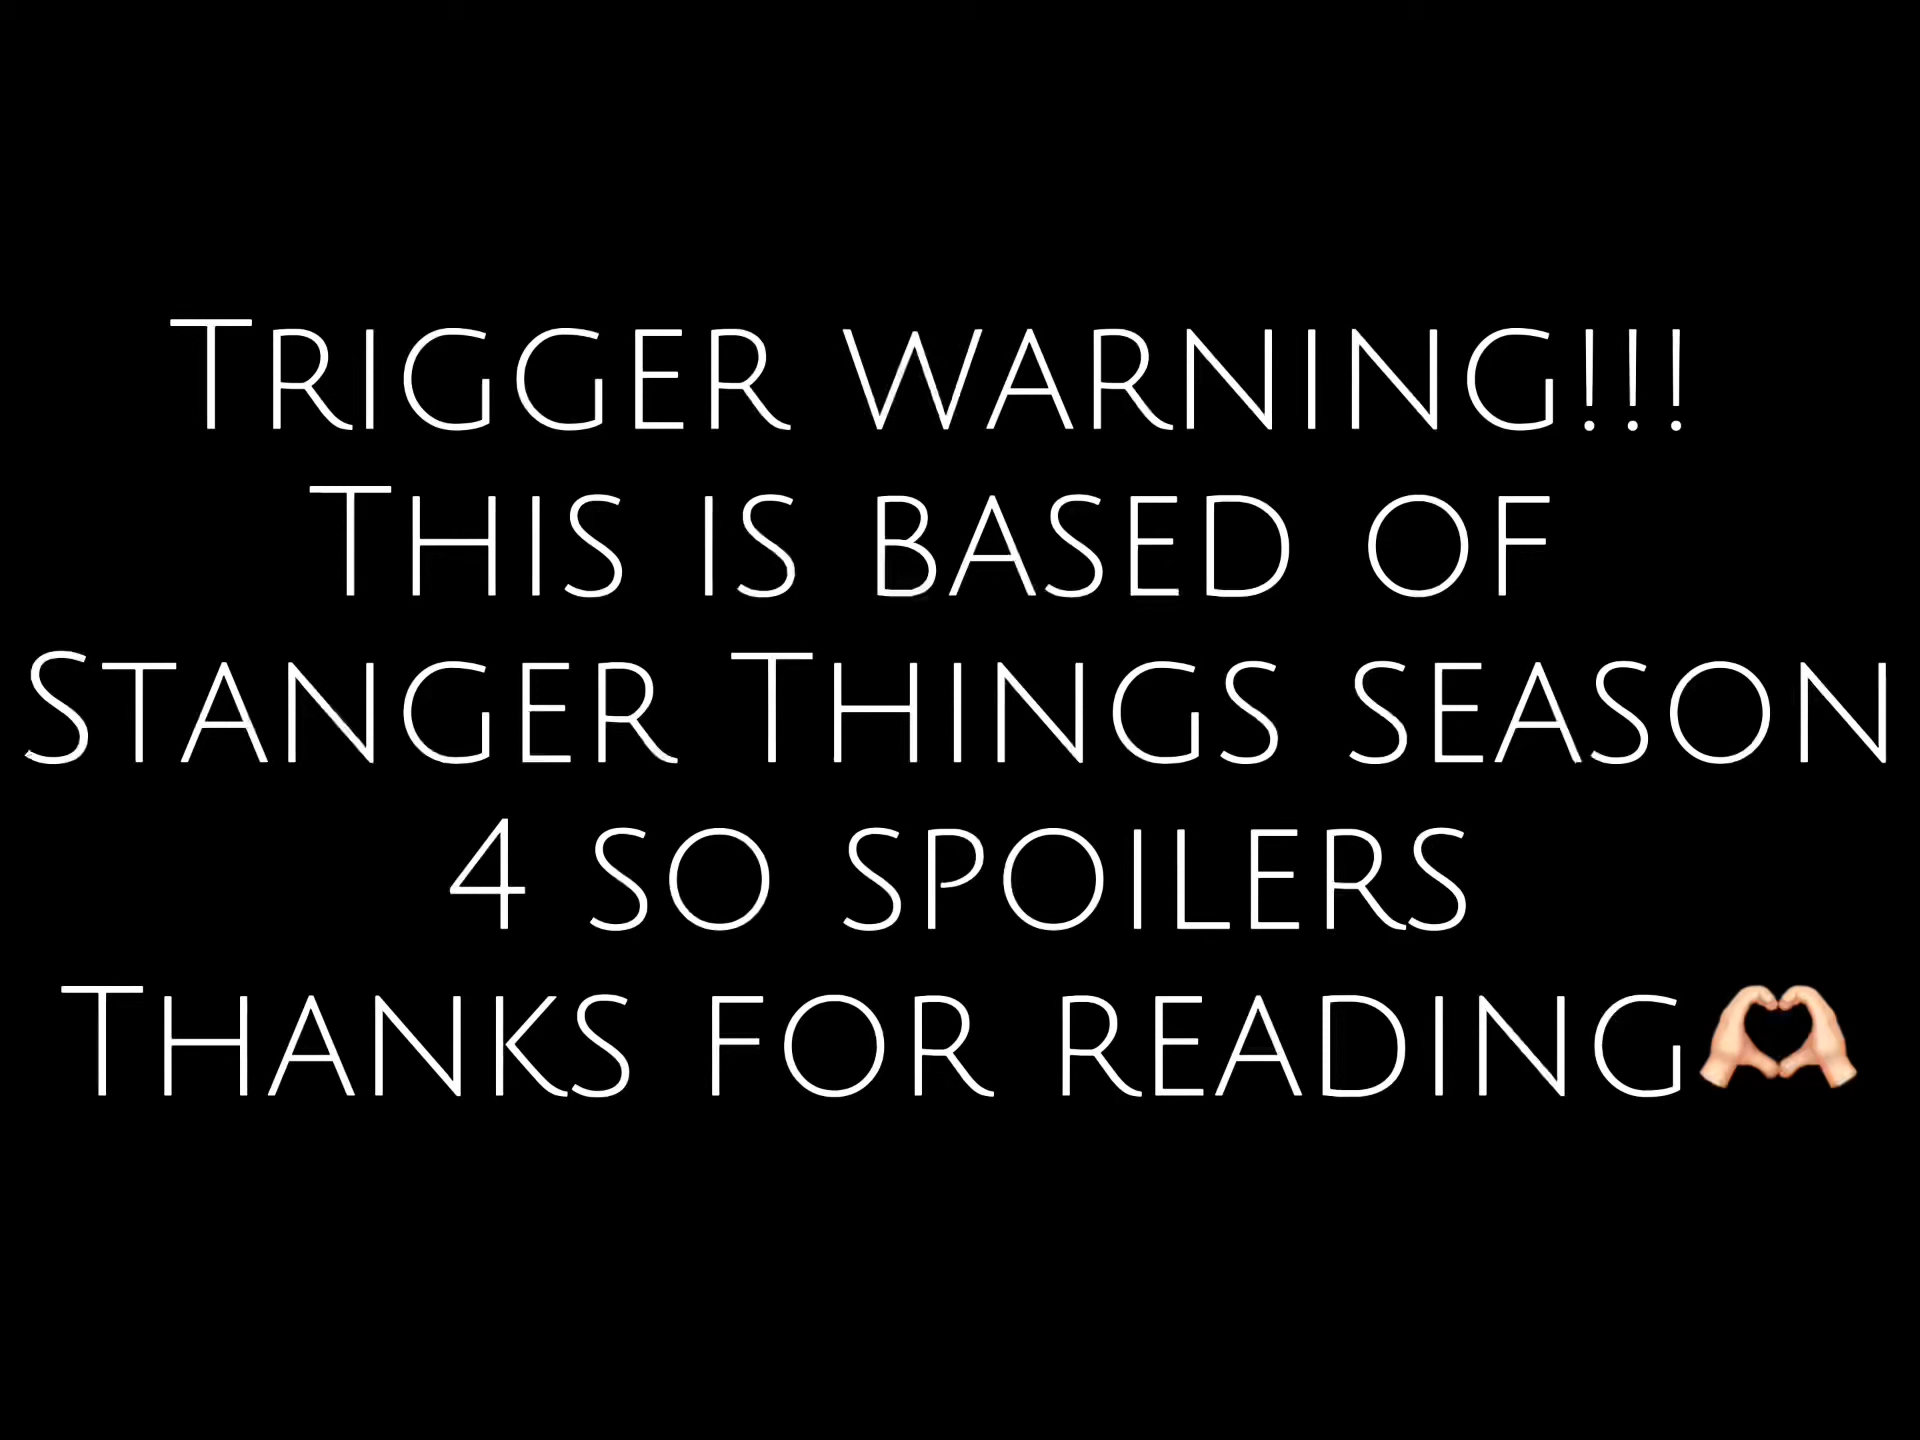 Trigger warning!!!
This is based of
Stanger Things season
4 so spoilers
Thanks for reading🫶🏻